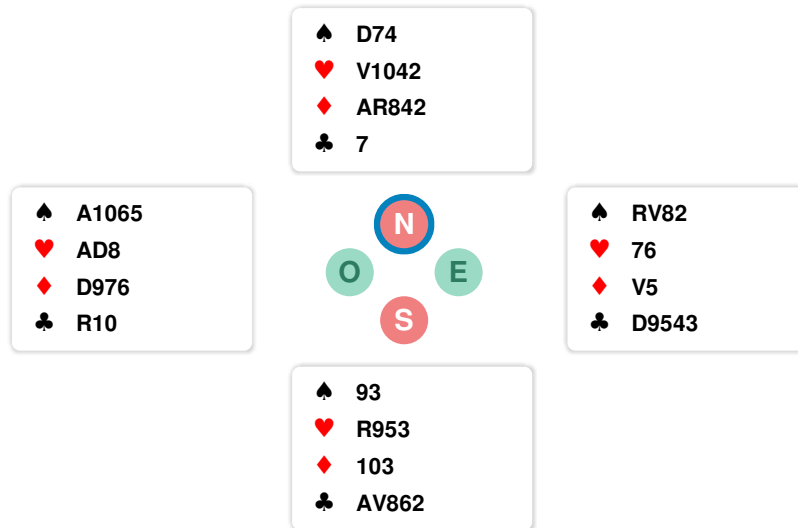 ♠ D74
♥ V1042
♦ AR842
♣ 7
♠ A1065
♥ AD8
♦ D976
♣ R10
N
O E
S
♠ RV82
♥ 76
♦ V5
♣ D9543
♠ 93
♥ R953
♦ 103
♣ AV862